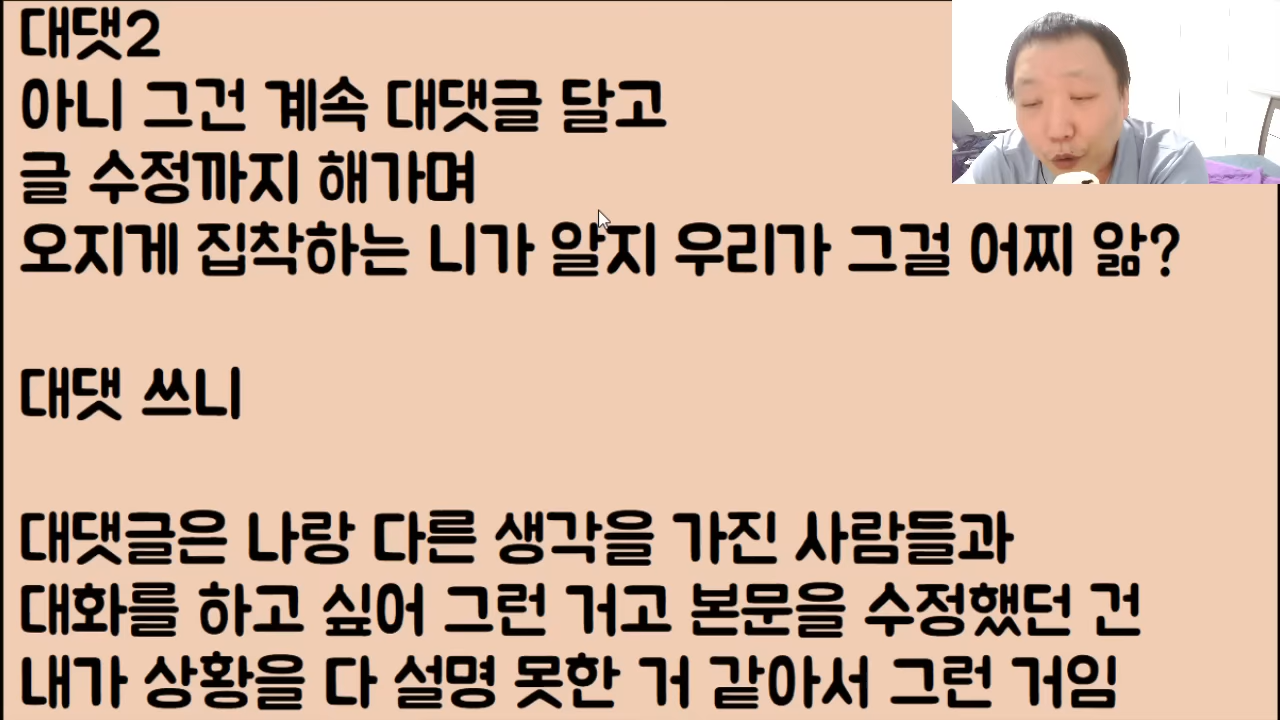 대댓2
아니 그건 계속 대댓글 달고
글 수정까지 해가며
오지게 집착하는 니가 알지 우리가 그걸 어찌 앎?
대댓 쓰니
대댓글은 나랑 다른 생각을 가진 사람들과
대화를 하고 싶어 그런 거고 본문을 수정했던 건
내가 상황을 다 설명 못한 거 같아서 그런 거임